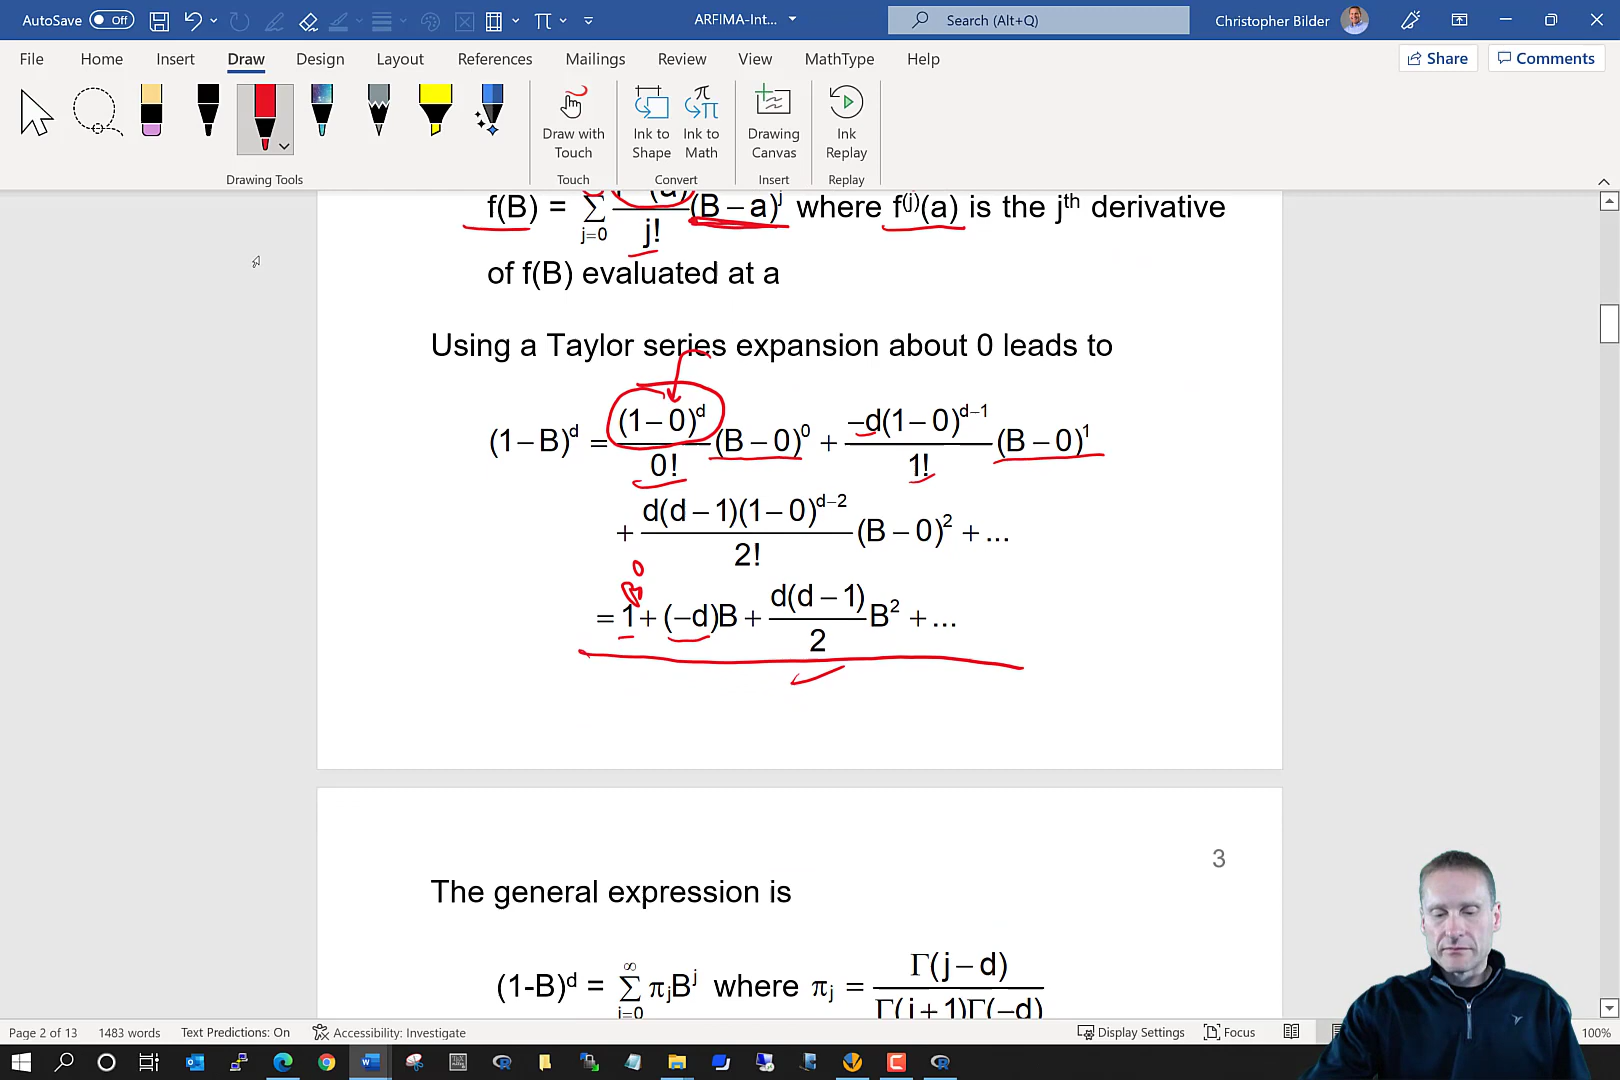 AutoSave Off ARFIMA-Int... Search (Alt+Q) Christopher Bilder
File Home Insert Draw Design Layout References Mailings Review View MathType Help Share Comments
Draw with Touch Ink to Shape Ink to Math Drawing Canvas Ink Replay
Drawing Tools Touch Convert Insert Replay
f(B) = ∑ j=0 (a) / j! (B – a)^j where f^(j)(a) is the j^th derivative
of f(B) evaluated at a
Using a Taylor series expansion about 0 leads to
(1 – B)^d = (1 – 0)^d / 0! (B – 0)^0 + –d(1 – 0)^(d–1) / 1! (B – 0)^1
+ d(d – 1)(1 – 0)^(d–2) / 2! (B – 0)^2 + ...
B^0
= 1 + (–d)B + d(d – 1) / 2 B^2 + ...
3
The general expression is
(1-B)^d = ∑ j=0 ∞ π_j B^j where π_j = Γ(j – d) / Γ(j + 1)Γ(–d)
Page 2 of 13 1483 words Text Predictions: On Accessibility: Investigate Display Settings Focus 100%